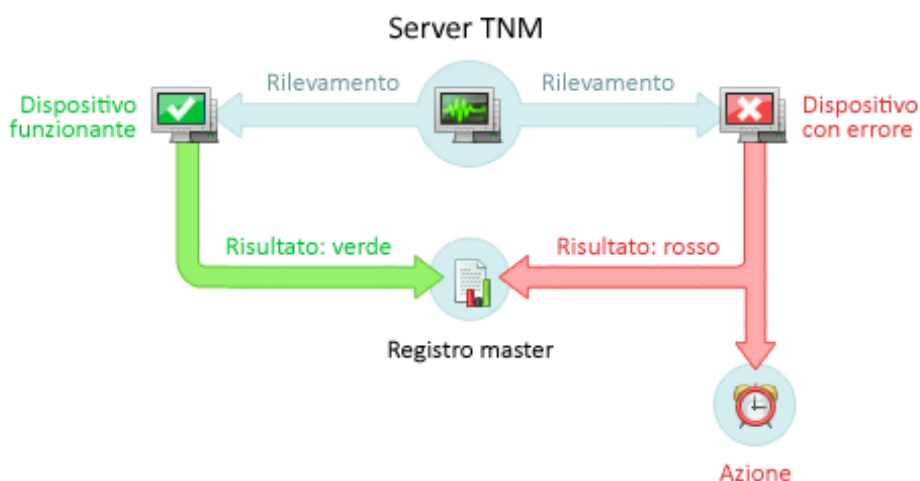 Server TNM
Rilevamento
Rilevamento
Dispositivo
funzionante
Dispositivo
con errore
Risultato: verde
Risultato: rosso
Registro master
Azione